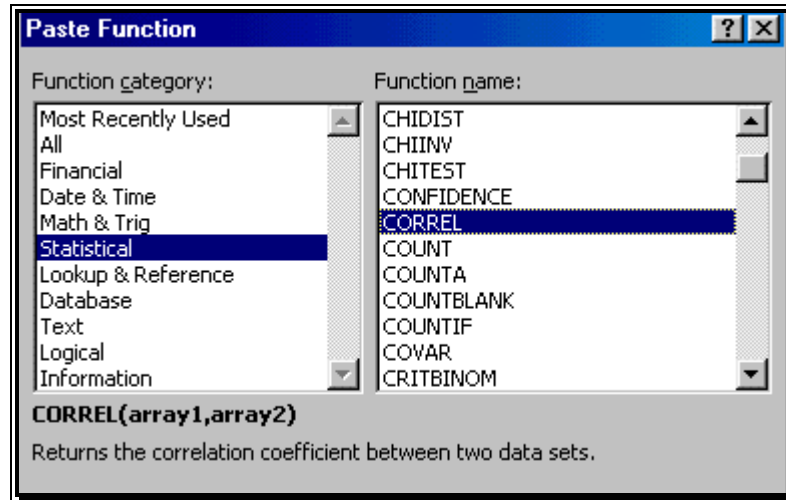 Paste Function
Function category:
Function name:
Most Recently Used
All
Financial
Date & Time
Math & Trig
Statistical
Lookup & Reference
Database
Text
Logical
Information
CHIDIST
CHIINV
CHITEST
CONFIDENCE
CORREL
COUNT
COUNTA
COUNTBLANK
COUNTIF
COVAR
CRITBINOM
CORREL(array1,array2)
Returns the correlation coefficient between two data sets.